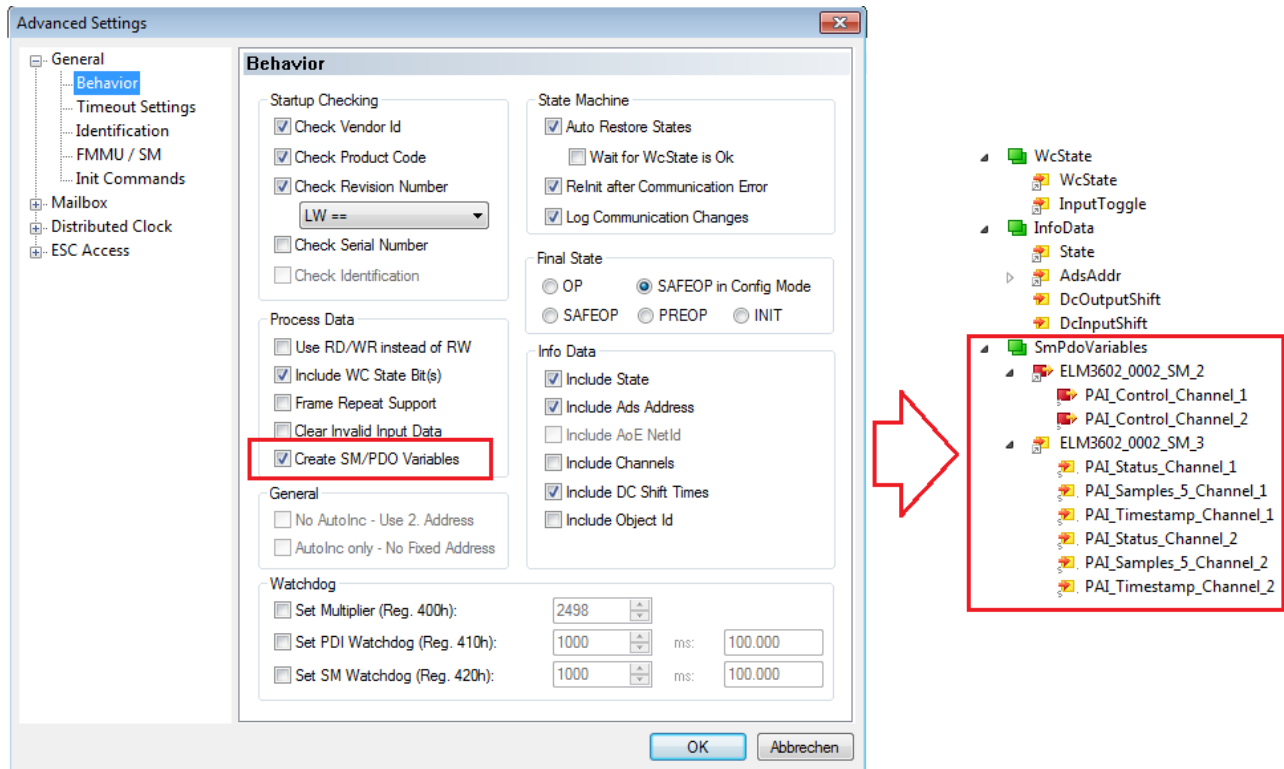 Advanced Settings
General
Behavior
Timeout Settings
Identification
FMMU / SM
Init Commands
Mailbox
Distributed Clock
ESC Access
Behavior
Startup Checking
Check Vendor Id
Check Product Code
Check Revision Number
LW ==
Check Serial Number
Check Identification
Process Data
Use RD/WR instead of RW
Include WC State Bit(s)
Frame Repeat Support
Clear Invalid Input Data
Create SM/PDO Variables
General
No AutoInc - Use 2. Address
AutoInc only - No Fixed Address
Watchdog
Set Multiplier (Reg. 400h): 2498
Set PDI Watchdog (Reg. 410h): 1000 ms: 100.000
Set SM Watchdog (Reg. 420h): 1000 ms: 100.000
State Machine
Auto Restore States
Wait for WcState is Ok
ReInit after Communication Error
Log Communication Changes
Final State
OP SAFEOP in Config Mode
SAFEOP PREOP INIT
Info Data
Include State
Include Ads Address
Include AoE NetId
Include Channels
Include DC Shift Times
Include Object Id
OK Abbrechen
WcState
WcState
InputToggle
InfoData
State
AdsAddr
DcOutputShift
DcInputShift
SmPdoVariables
ELM3602_0002_SM_2
PAI_Control_Channel_1
PAI_Control_Channel_2
ELM3602_0002_SM_3
PAI_Status_Channel_1
PAI_Samples_5_Channel_1
PAI_Timestamp_Channel_1
PAI_Status_Channel_2
PAI_Samples_5_Channel_2
PAI_Timestamp_Channel_2